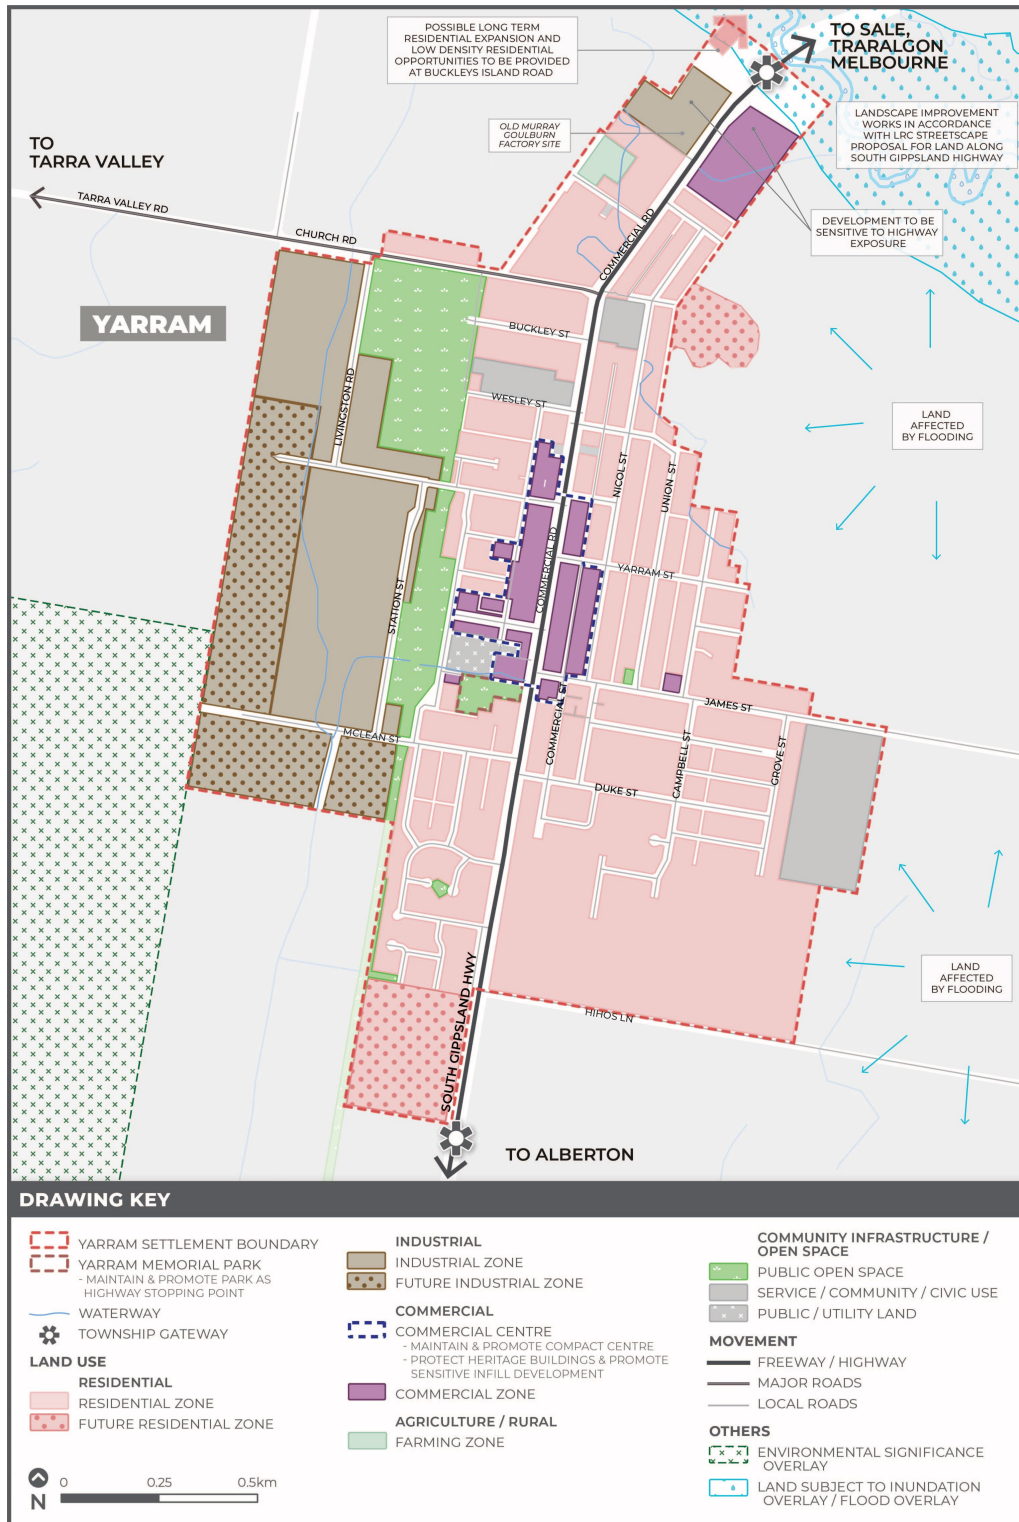 POSSIBLE LONG TERM
RESIDENTIAL EXPANSION AND
LOW DENSITY RESIDENTIAL
OPPORTUNITIES TO BE PROVIDED
AT BUCKLEYS ISLAND ROAD
TO SALE,
TRARALGON
MELBOURNE
OLD MURRAY
GOULBURN
FACTORY SITE
LANDSCAPE IMPROVEMENT
WORKS IN ACCORDANCE
WITH LRC STREETSCAPE
PROPOSAL FOR LAND ALONG
SOUTH GIPPSLAND HIGHWAY
TO
TARRA VALLEY
TARRA VALLEY RD
CHURCH RD
COMMERCIAL RD
DEVELOPMENT TO BE
SENSITIVE TO HIGHWAY
EXPOSURE
YARRAM
BUCKLEY ST
LIVINGSTON RD
WESLEY ST
LAND
AFFECTED
BY FLOODING
NICOL ST
UNION ST
COMMERCIAL RD
YARRAM ST
STATION ST
JAMES ST
MCLEAN ST
COMMERCIAL ST
CAMPBELL ST
GROVE ST
DUKE ST
LAND
AFFECTED
BY FLOODING
SOUTH GIPPSLAND HWY
HIHOS LN
TO ALBERTON
DRAWING KEY
YARRAM SETTLEMENT BOUNDARY
YARRAM MEMORIAL PARK
- MAINTAIN & PROMOTE PARK AS
HIGHWAY STOPPING POINT
WATERWAY
TOWNSHIP GATEWAY
LAND USE
RESIDENTIAL
RESIDENTIAL ZONE
FUTURE RESIDENTIAL ZONE
N
0 0.25 0.5km
INDUSTRIAL
INDUSTRIAL ZONE
FUTURE INDUSTRIAL ZONE
COMMERCIAL
COMMERCIAL CENTRE
- MAINTAIN & PROMOTE COMPACT CENTRE
- PROTECT HERITAGE BUILDINGS & PROMOTE
SENSITIVE INFILL DEVELOPMENT
COMMERCIAL ZONE
AGRICULTURE / RURAL
FARMING ZONE
COMMUNITY INFRASTRUCTURE /
OPEN SPACE
PUBLIC OPEN SPACE
SERVICE / COMMUNITY / CIVIC USE
PUBLIC / UTILITY LAND
MOVEMENT
FREEWAY / HIGHWAY
MAJOR ROADS
LOCAL ROADS
OTHERS
ENVIRONMENTAL SIGNIFICANCE
OVERLAY
LAND SUBJECT TO INUNDATION
OVERLAY / FLOOD OVERLAY